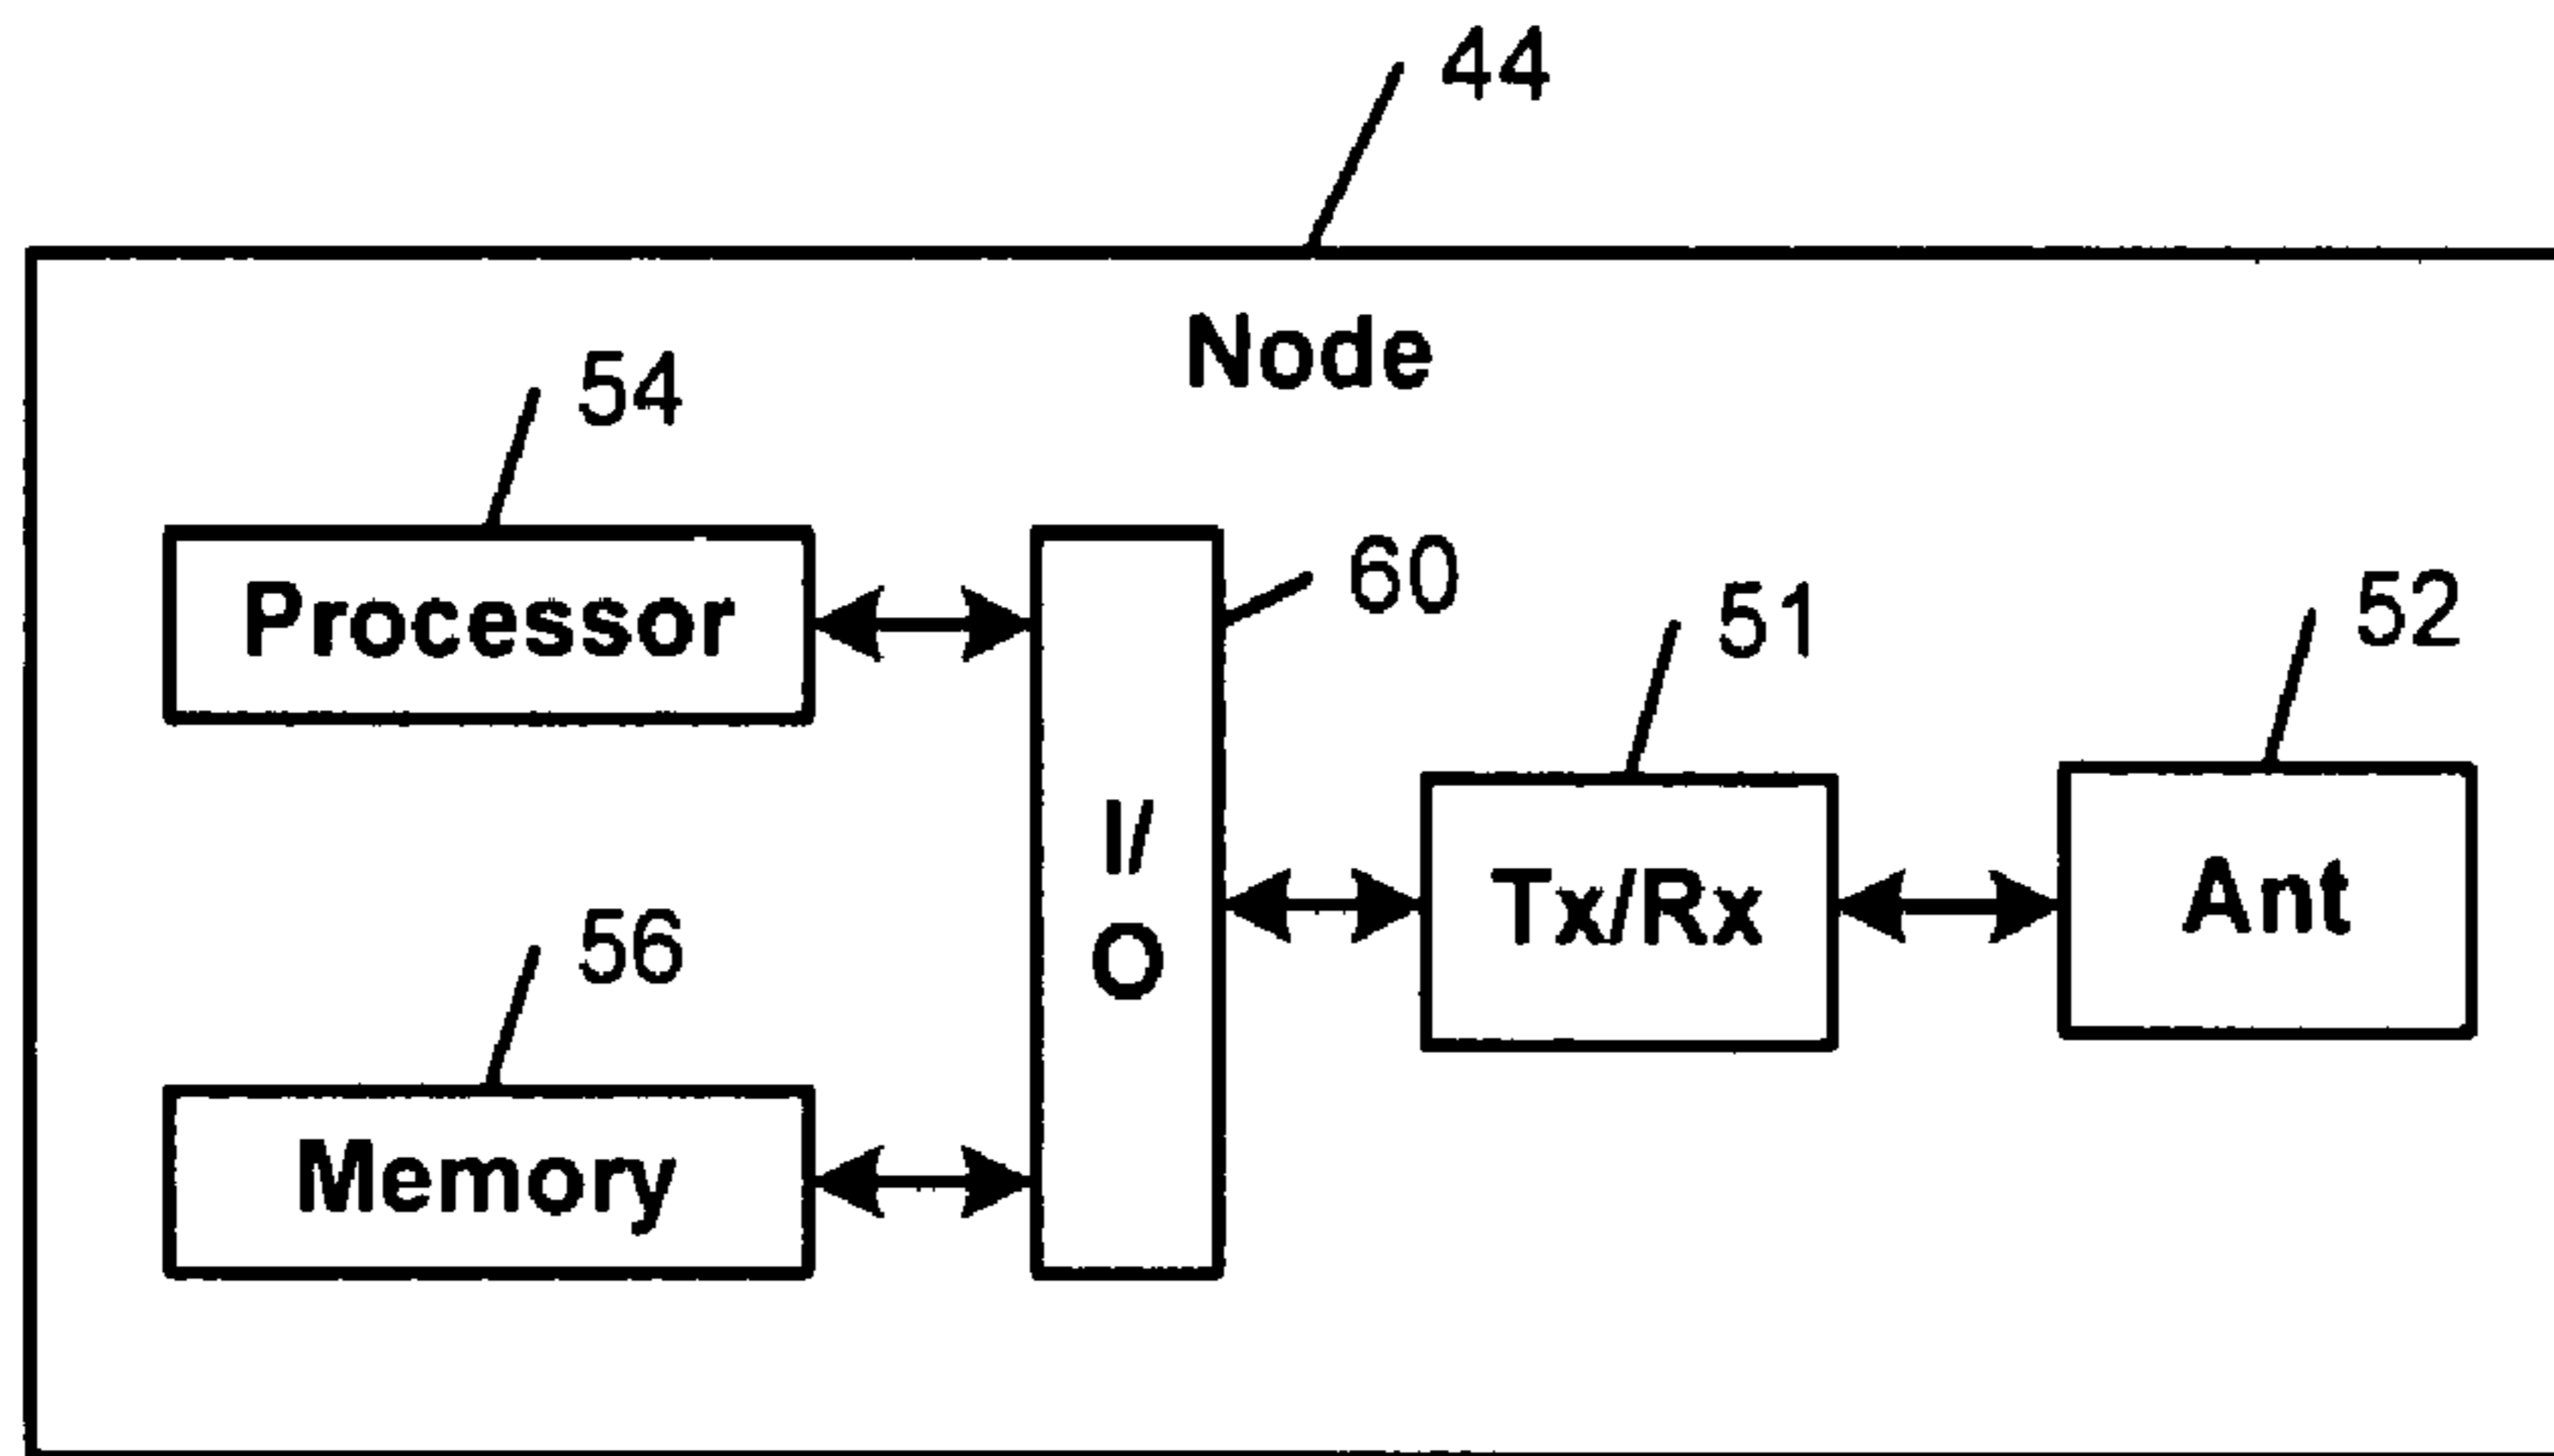 44
Node
54
Processor
60
51
52
I/
O
Tx/Rx
Ant
56
Memory